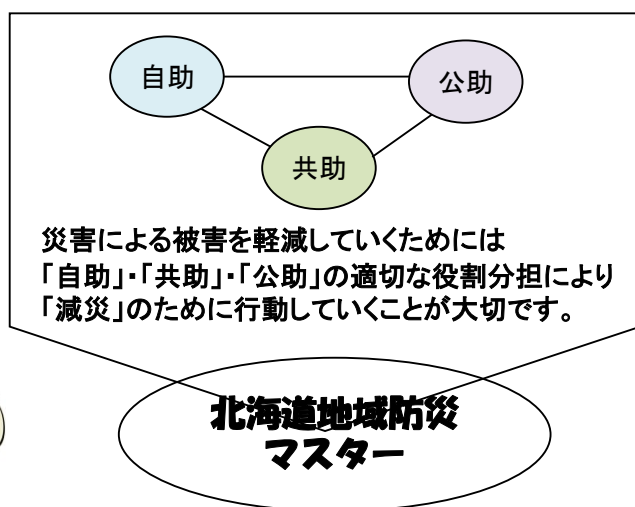 自助
公助
共助
災害による被害を軽減していくためには
「自助」・「共助」・「公助」の適切な役割分担により
「減災」のために行動していくことが大切です。
北海道地域防災
マスター